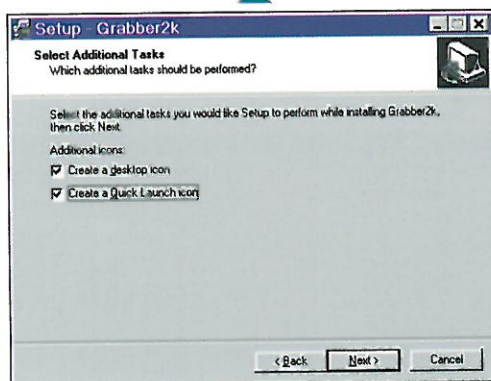 Setup - Grabber2k
Select Additional Tasks
Which additional tasks should be performed?
Select the additional tasks you would like Setup to perform while installing Grabber2k,
then click Next.
Additional icons:
Create a desktop icon
Create a Quick Launch icon
< Back
Next >
Cancel